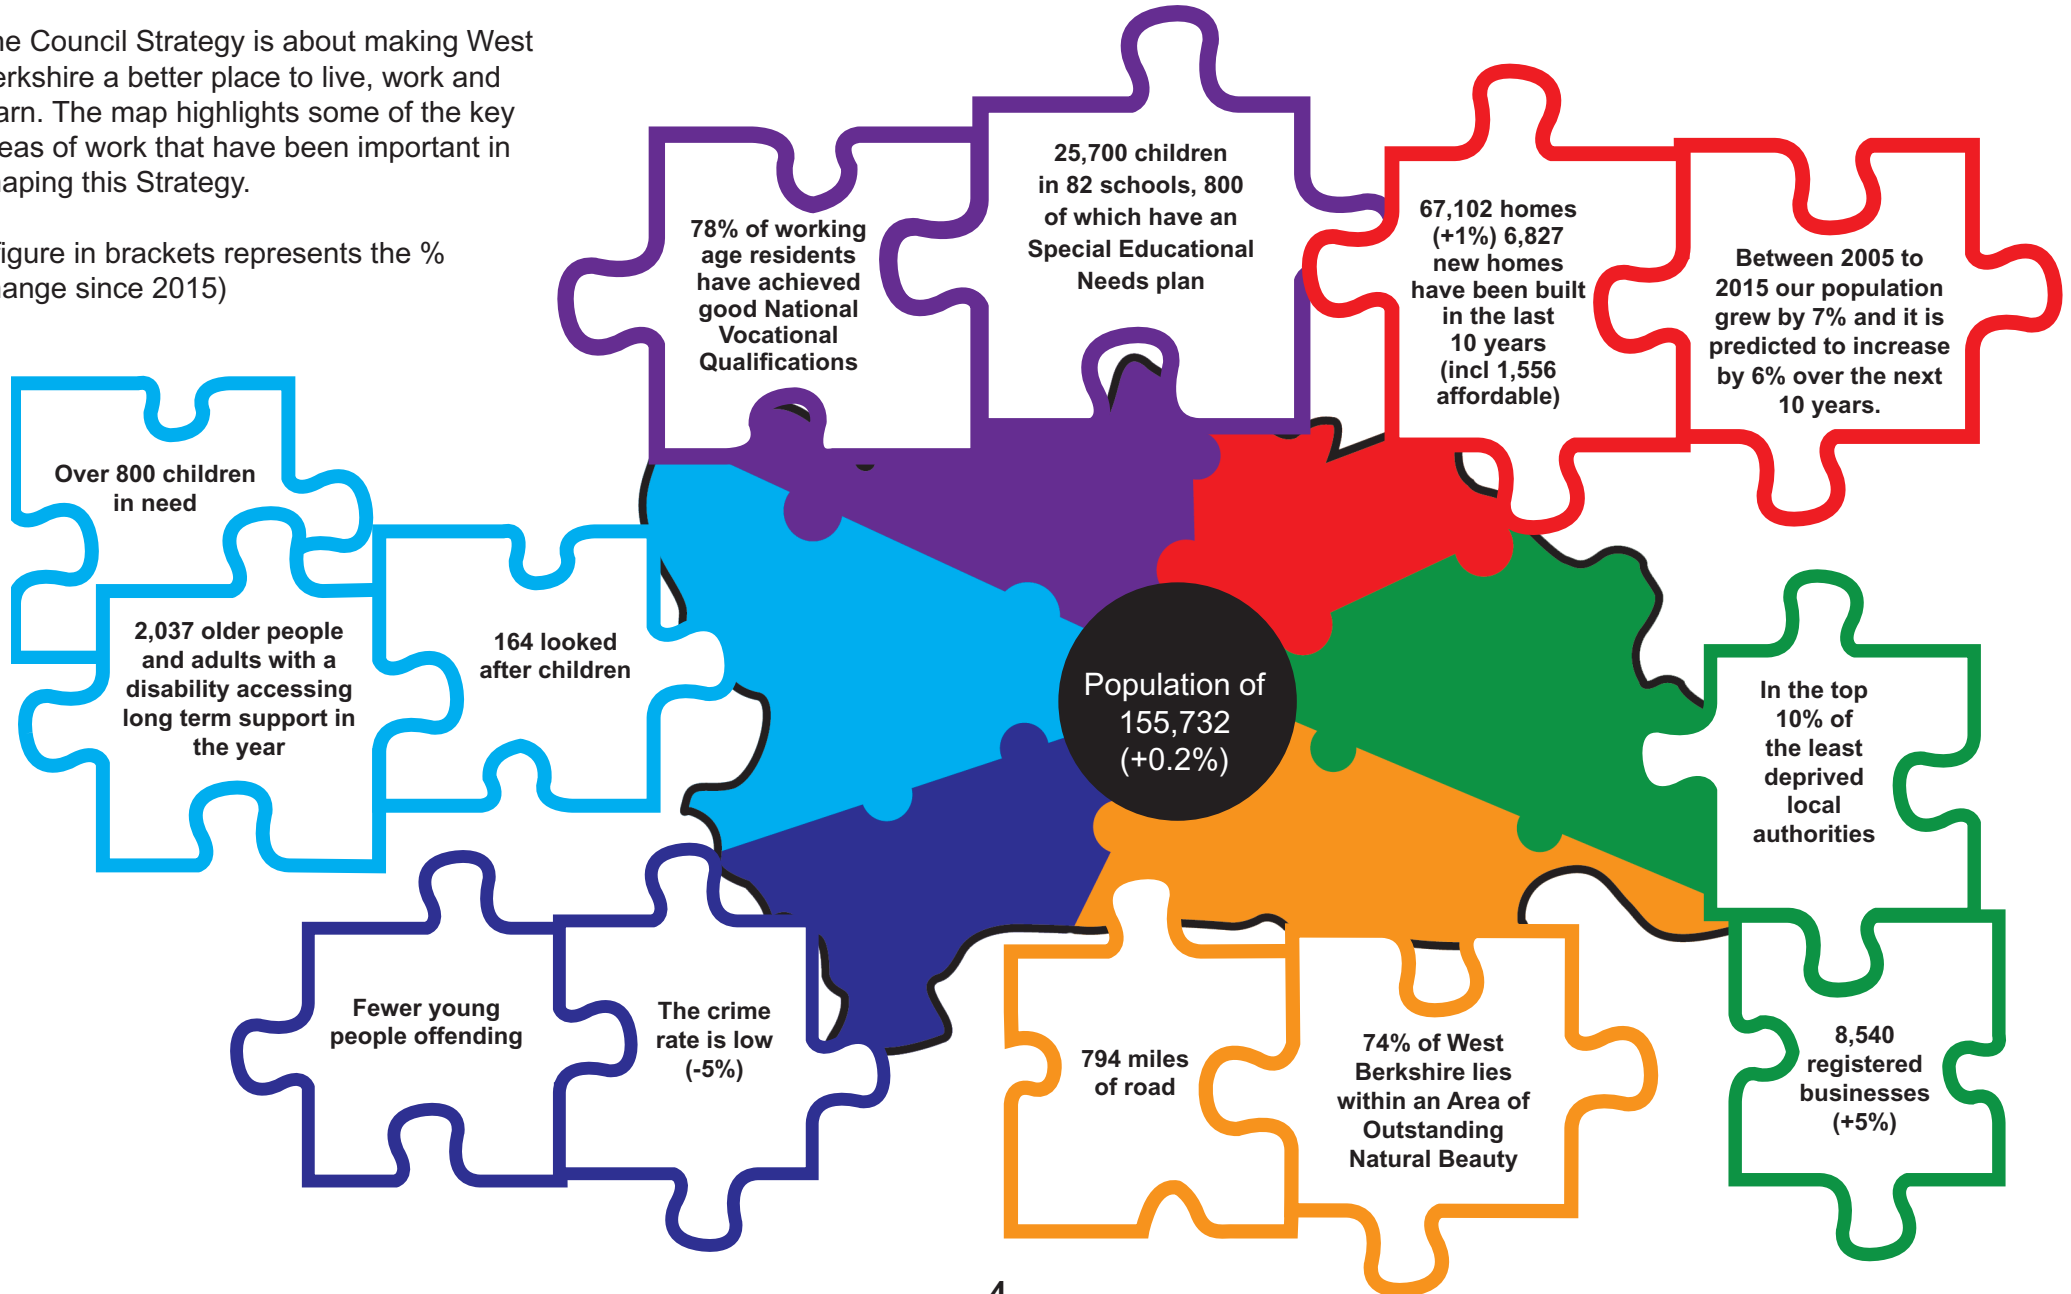 he Council Strategy is about making West
erkshire a better place to live, work and
arn. The map highlights some of the key
eas of work that have been important in
aping this Strategy.
igure in brackets represents the %
ange since 2015)
78% of working
age residents
have achieved
good National
Vocational
Qualifications
25,700 children
in 82 schools, 800
of which have an
Special Educational
Needs plan
67,102 homes
(+1%) 6,827
new homes
have been built
in the last
10 years
(incl 1,556
affordable)
Between 2005 to
2015 our population
grew by 7% and it is
predicted to increase
by 6% over the next
10 years.
Over 800 children
in need
2,037 older people
and adults with a
disability accessing
long term support in
the year
164 looked
after children
Population of
155,732
(+0.2%)
In the top
10% of
the least
deprived
local
authorities
Fewer young
people offending
The crime
rate is low
(-5%)
794 miles
of road
74% of West
Berkshire lies
within an Area of
Outstanding
Natural Beauty
8,540
registered
businesses
(+5%)
4